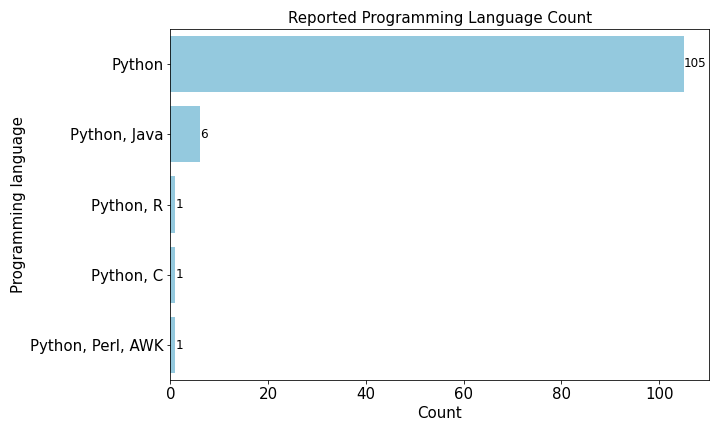 Reported Programming Language Count
Programming language
Python
105
Python, Java
6
Python, R
1
Python, C
1
Python, Perl, AWK
1
0 20 40 60 80 100
Count